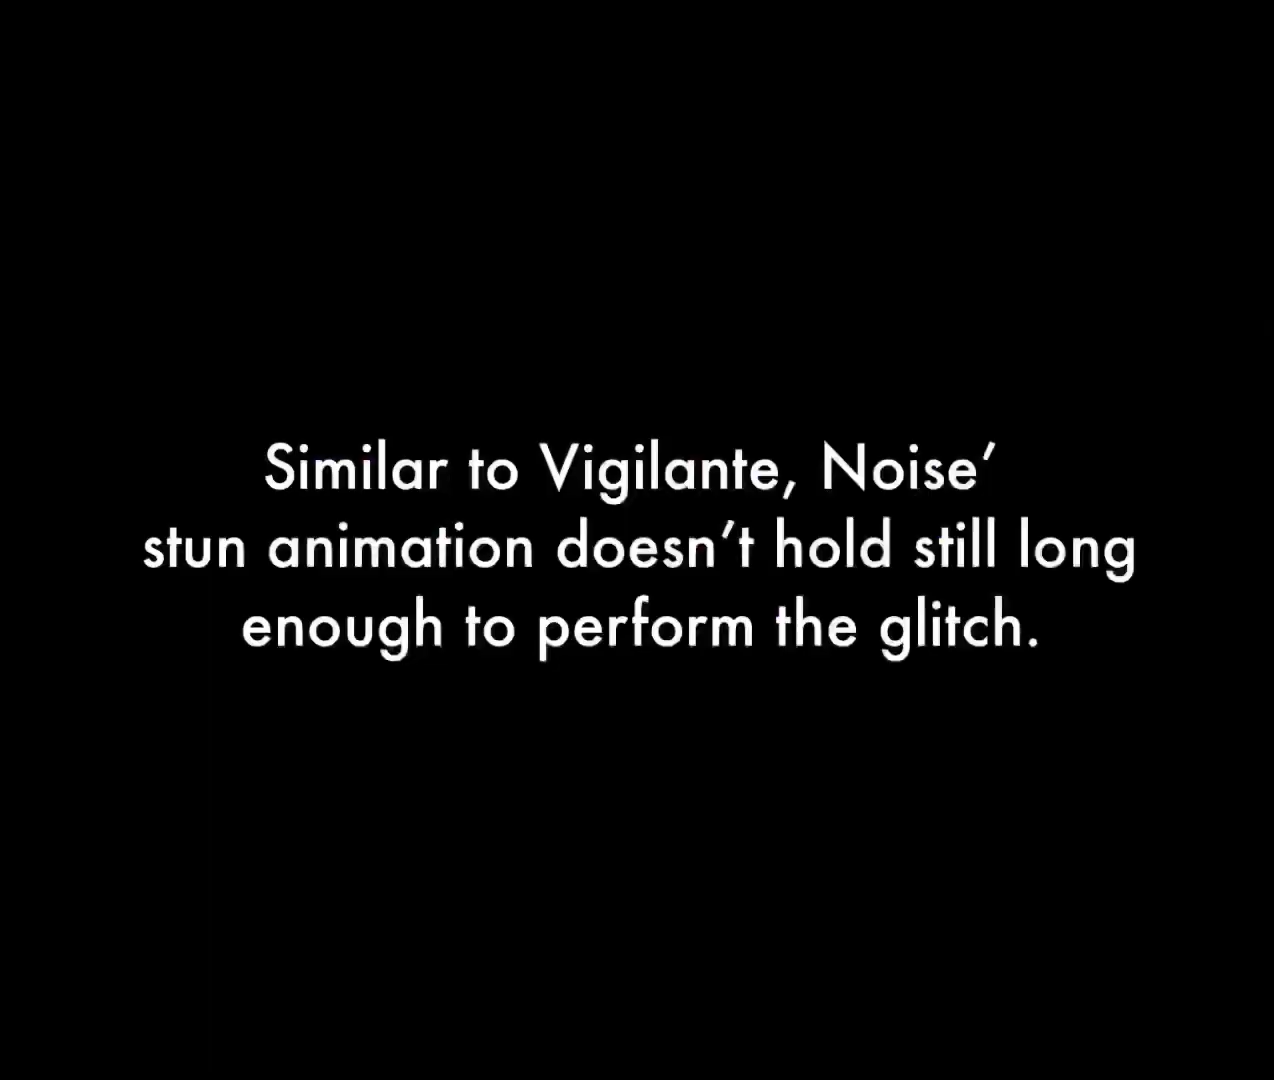 Similar to Vigilante, Noise’
stun animation doesn’t hold still long
enough to perform the glitch.